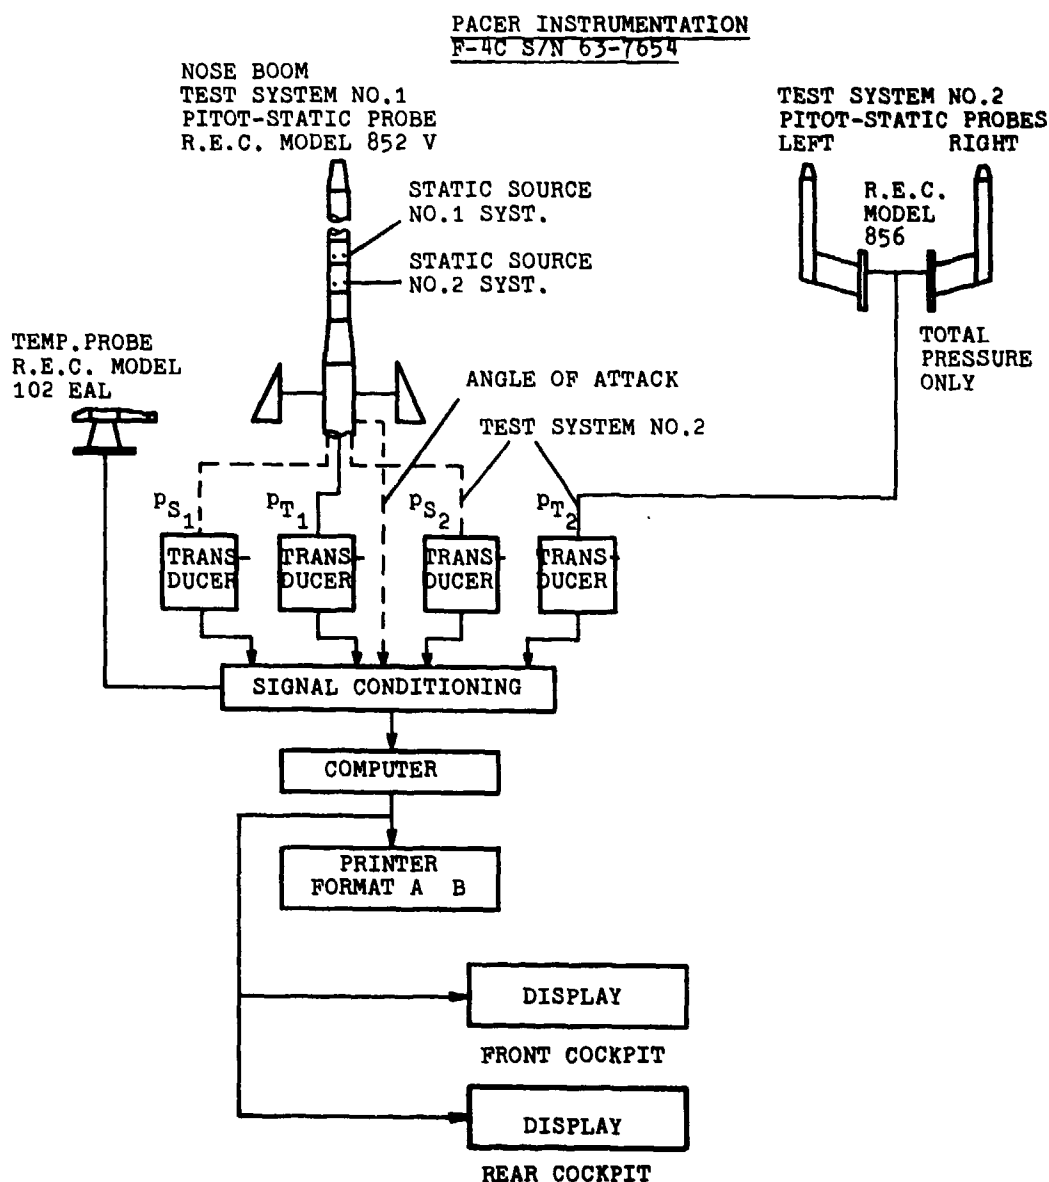 PACER INSTRUMENTATION
F-4C S/N 63-7654
NOSE BOOM
TEST SYSTEM NO.1
PITOT-STATIC PROBE
R.E.C. MODEL 852 V
TEST SYSTEM NO.2
PITOT-STATIC PROBES
LEFT RIGHT
STATIC SOURCE
NO.1 SYST.
R.E.C.
MODEL
856
STATIC SOURCE
NO.2 SYST.
TEMP.PROBE
R.E.C. MODEL
102 EAL
TOTAL
PRESSURE
ONLY
ANGLE OF ATTACK
TEST SYSTEM NO.2
pS1
pT1
pS2
pT2
TRANS
DUCER
TRANS
DUCER
TRANS
DUCER
TRANS
DUCER
SIGNAL CONDITIONING
COMPUTER
PRINTER
FORMAT A B
DISPLAY
FRONT COCKPIT
DISPLAY
REAR COCKPIT